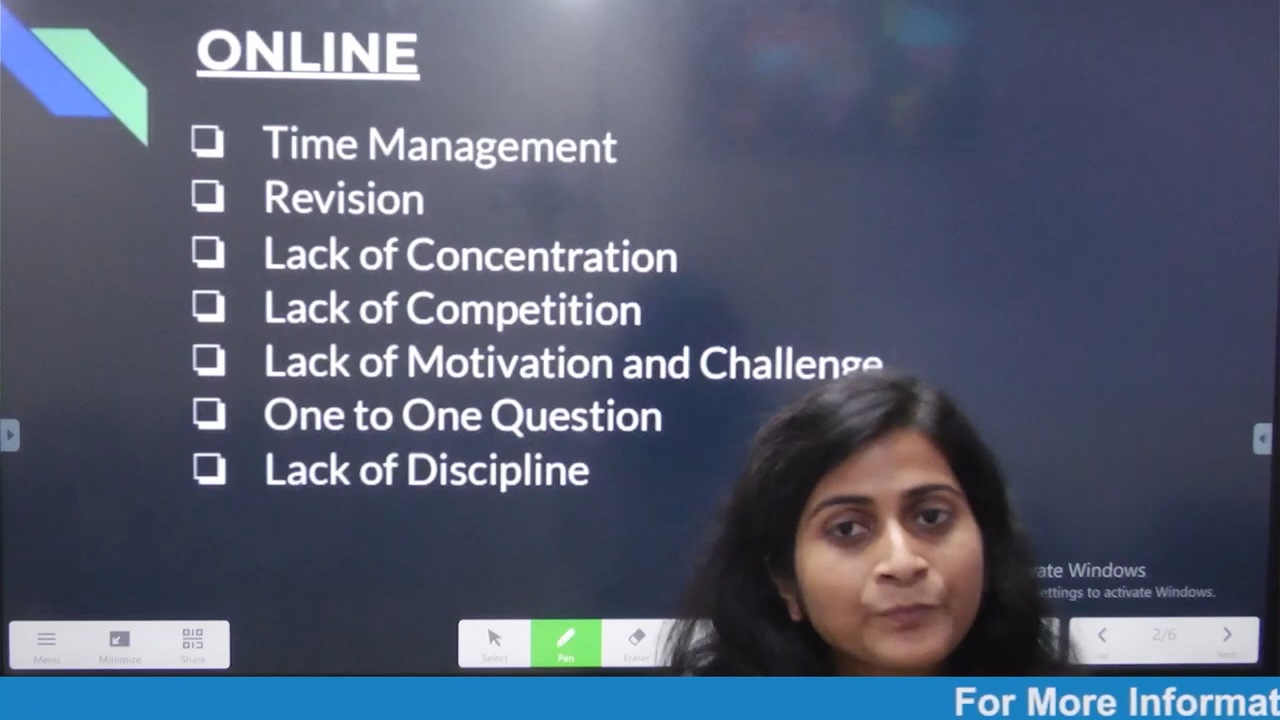 ONLINE
Time Management
Revision
Lack of Concentration
Lack of Competition
Lack of Motivation and Challenge
One to One Question
Lack of Discipline
vate Windows
ettings to activate Windows.
Menu
Minimize
Share
Select
Pen
Eraser
2/6
Next
For More Informat